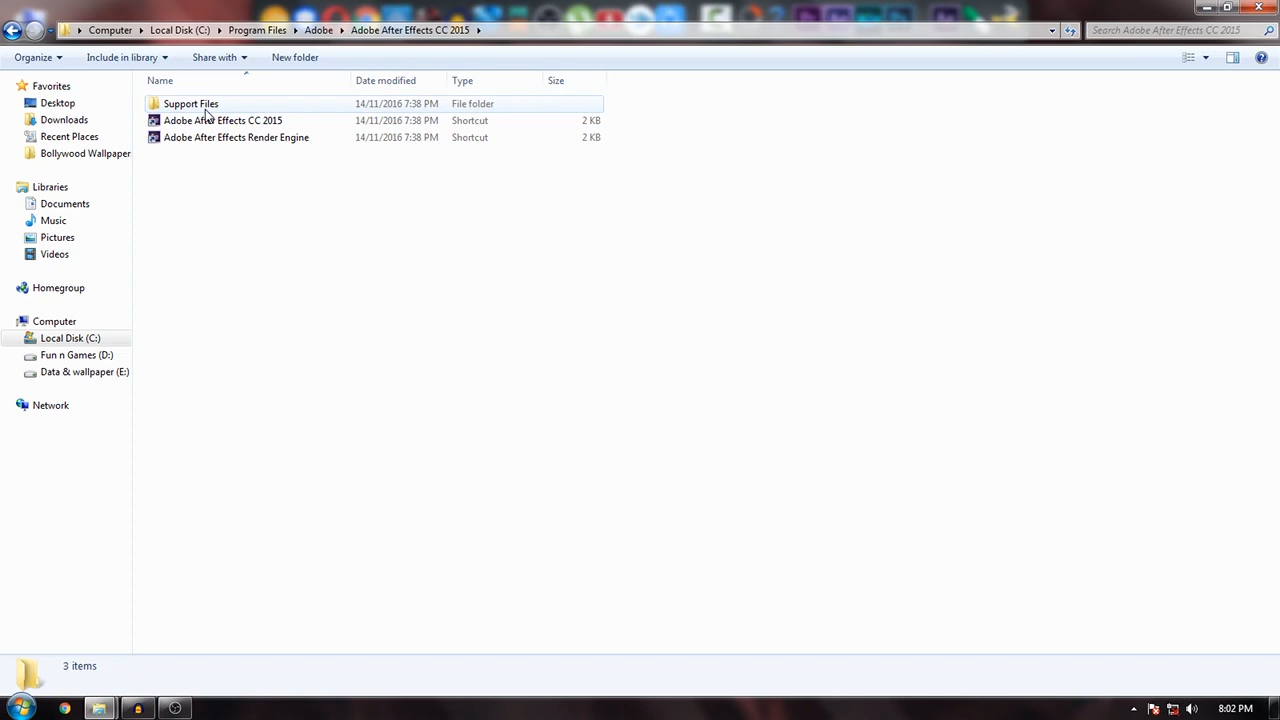 Computer Local Disk (C:) Program Files Adobe Adobe After Effects CC 2015 Search Adobe After Effects CC 2015
Organize Include in library Share with New folder
Name Date modified Type Size
Favorites
Desktop
Downloads
Recent Places
Bollywood Wallpaper
Libraries
Documents
Music
Pictures
Videos
Homegroup
Computer
Local Disk (C:)
Fun n Games (D:)
Data & wallpaper (E:)
Network
Support Files 14/11/2016 7:38 PM File folder
Adobe After Effects CC 2015 14/11/2016 7:38 PM Shortcut 2 KB
Adobe After Effects Render Engine 14/11/2016 7:38 PM Shortcut 2 KB
3 items
8:02 PM